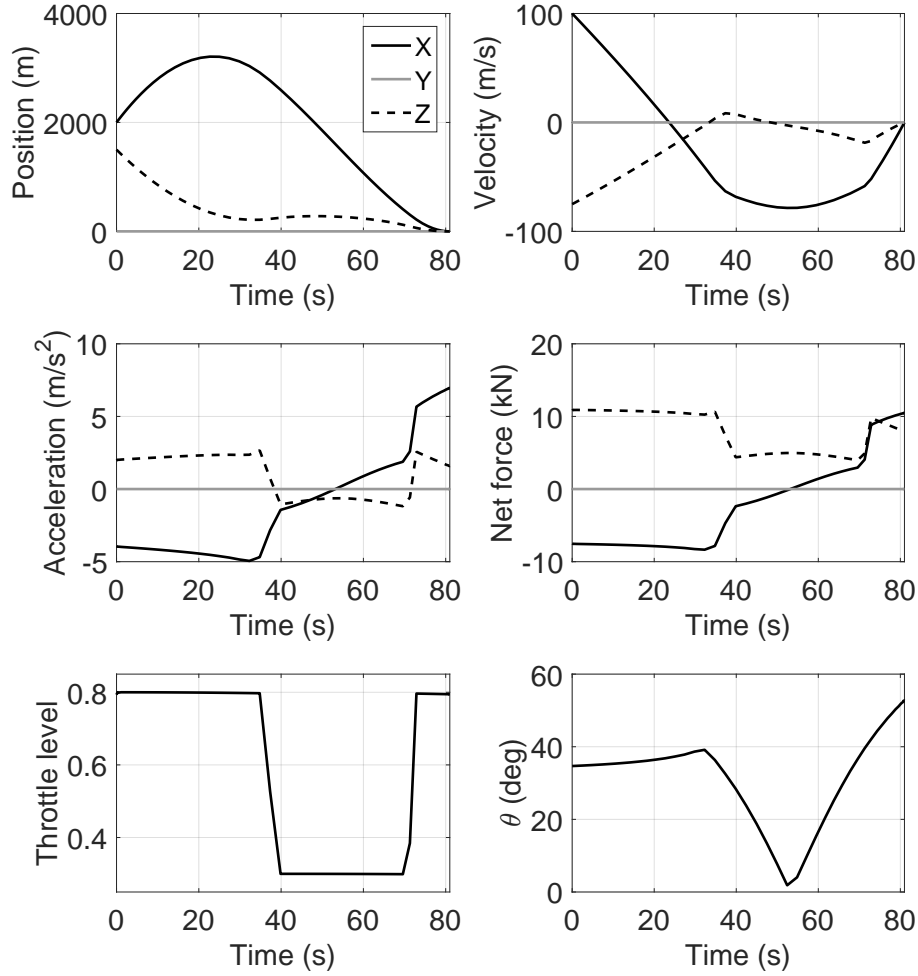 Position (m)
4000
2000
0
X
Y
Z
0 20 40 60 80
Time (s)
Velocity (m/s)
100
0
-100
0 20 40 60 80
Time (s)
Acceleration (m/s²)
10
5
0
-5
0 20 40 60 80
Time (s)
Net force (kN)
20
10
0
-10
0 20 40 60 80
Time (s)
Throttle level
0.8
0.6
0.4
0 20 40 60 80
Time (s)
θ (deg)
60
40
20
0
0 20 40 60 80
Time (s)